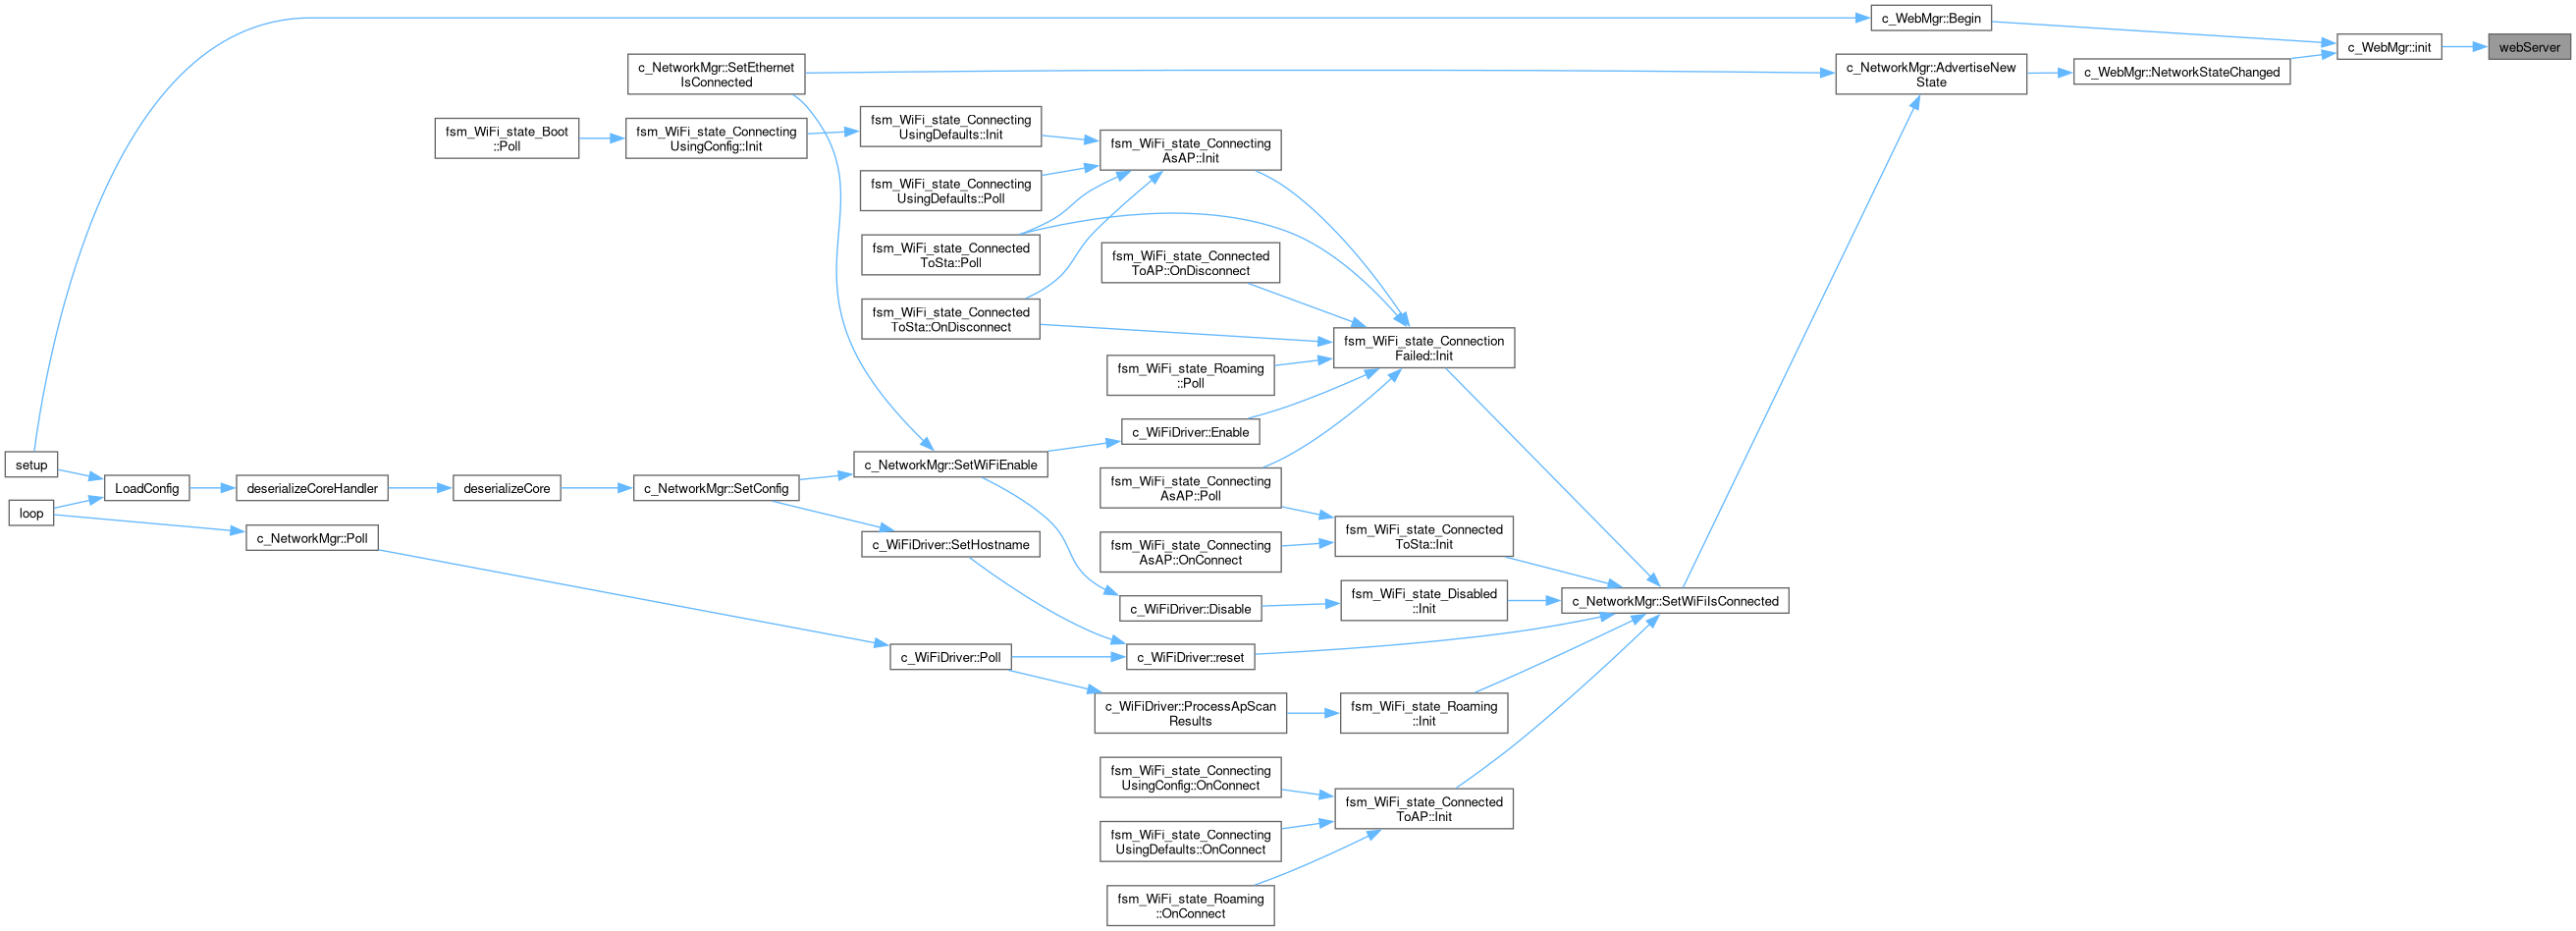 c_WebMgr::Begin
c_WebMgr::init
webServer
c_NetworkMgr::SetEthernet
IsConnected
c_NetworkMgr::AdvertiseNew
State
c_WebMgr::NetworkStateChanged
fsm_WiFi_state_Boot
::Poll
fsm_WiFi_state_Connecting
UsingConfig::Init
fsm_WiFi_state_Connecting
UsingDefaults::Init
fsm_WiFi_state_Connecting
AsAP::Init
fsm_WiFi_state_Connecting
UsingDefaults::Poll
fsm_WiFi_state_Connected
ToSta::Poll
fsm_WiFi_state_Connected
ToAP::OnDisconnect
fsm_WiFi_state_Connected
ToSta::OnDisconnect
fsm_WiFi_state_Connection
Failed::Init
fsm_WiFi_state_Roaming
::Poll
c_WiFiDriver::Enable
setup
LoadConfig
deserializeCoreHandler
deserializeCore
c_NetworkMgr::SetConfig
c_NetworkMgr::SetWiFiEnable
fsm_WiFi_state_Connecting
AsAP::Poll
loop
c_NetworkMgr::Poll
c_WiFiDriver::SetHostname
fsm_WiFi_state_Connecting
AsAP::OnConnect
fsm_WiFi_state_Connected
ToSta::Init
c_WiFiDriver::Disable
fsm_WiFi_state_Disabled
::Init
c_NetworkMgr::SetWiFiIsConnected
c_WiFiDriver::Poll
c_WiFiDriver::reset
c_WiFiDriver::ProcessApScan
Results
fsm_WiFi_state_Roaming
::Init
fsm_WiFi_state_Connecting
UsingConfig::OnConnect
fsm_WiFi_state_Connected
ToAP::Init
fsm_WiFi_state_Connecting
UsingDefaults::OnConnect
fsm_WiFi_state_Roaming
::OnConnect